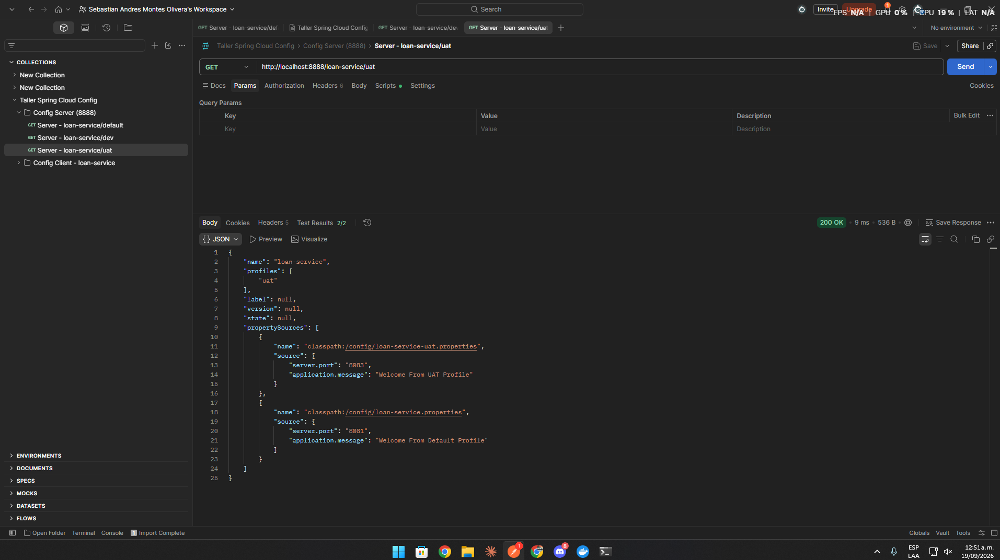 Sebastian Andres Montes Olivera's Workspace
Search
Invite
Upgrade
1
FPS N/A | GPU 0% | CPU 19% | LAT N/A
GET Server - loan-service/def
Taller Spring Cloud Config
GET Server - loan-service/dev
GET Server - loan-service/uat
No environment
Taller Spring Cloud Config > Config Server (8888) > Server - loan-service/uat
Save
Share
COLLECTIONS
New Collection
New Collection
Taller Spring Cloud Config
Config Server (8888)
GET Server - loan-service/default
GET Server - loan-service/dev
GET Server - loan-service/uat
Config Client - loan-service
ENVIRONMENTS
DOCUMENTS
SPECS
MOCKS
DATASETS
FLOWS
HTTP
GET http://localhost:8888/loan-service/uat
Send
Docs Params Authorization Headers 6 Body Scripts Settings
Cookies
Query Params
Key Value Description Bulk Edit
Key Value Description
Body Cookies Headers 5 Test Results 2/2
200 OK • 9 ms • 536 B
e.g. Save Response
{ } JSON Preview Visualize
1 {
2 "name": "loan-service",
3 "profiles": [
4 "uat"
5 ],
6 "label": null,
7 "version": null,
8 "state": null,
9 "propertySources": [
10 {
11 "name": "classpath:/config/loan-service-uat.properties",
12 "source": {
13 "server.port": "8083",
14 "application.message": "Welcome From UAT Profile"
15 }
16 },
17 {
18 "name": "classpath:/config/loan-service.properties",
19 "source": {
20 "server.port": "8081",
21 "application.message": "Welcome From Default Profile"
22 }
23 }
24 ]
25 }
Open Folder Terminal Console 1 Import Complete
Globals Vault Tools
1
8
ESP
LAA
12:51 a.m.
19/09/2026